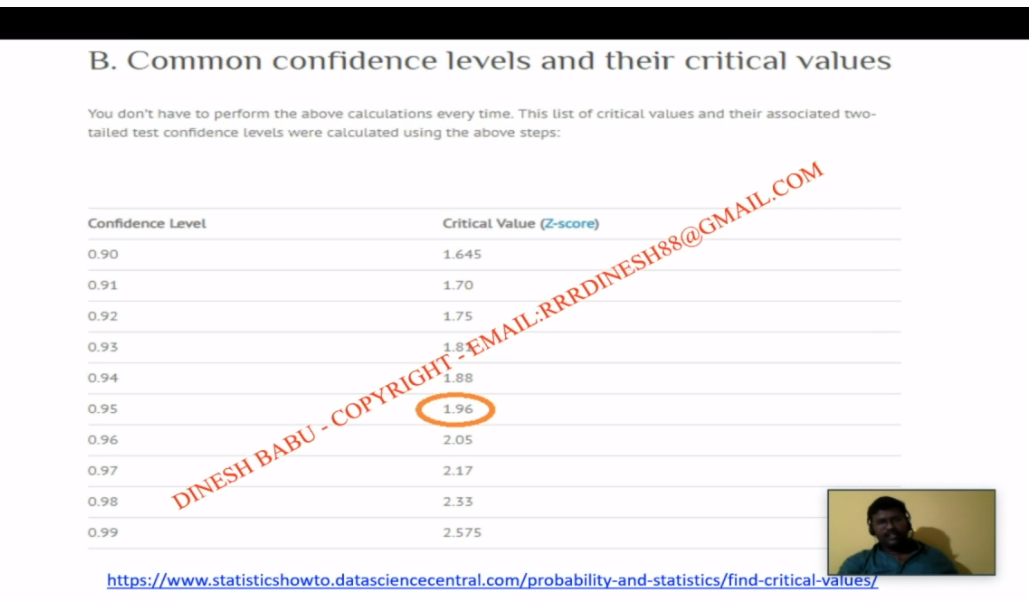 B. Common confidence levels and their critical values
You don't have to perform the above calculations every time. This list of critical values and their associated two-
tailed test confidence levels were calculated using the above steps:
Confidence Level Critical Value (Z-score)
0.90 1.645
0.91 1.70
0.92 1.75
0.93 1.81
0.94 1.88
0.95 1.96
0.96 2.05
0.97 2.17
0.98 2.33
0.99 2.575
DINESH BABU - COPYRIGHT - EMAIL:RRRDINESH88@GMAIL.COM
https://www.statisticshowto.datasciencecentral.com/probability-and-statistics/find-critical-values/